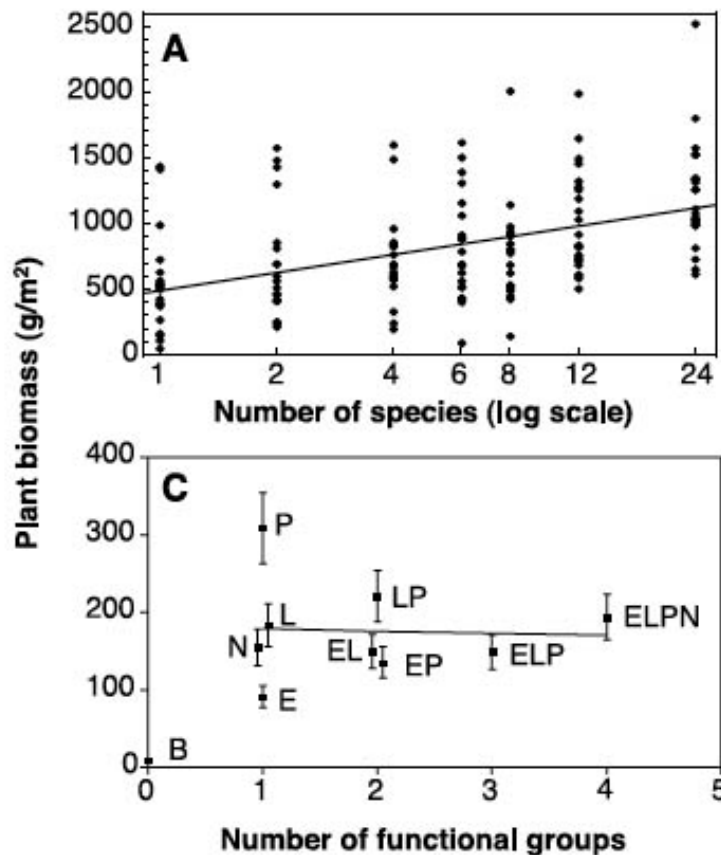 A
2500
2000
1500
1000
500
0
1 2 4 6 8 12 24
Number of species (log scale)
Plant biomass (g/m²)
C
400
300
200
100
0
P
LP
L
ELPN
N
EL
EP
ELP
E
B
0 1 2 3 4 5
Number of functional groups